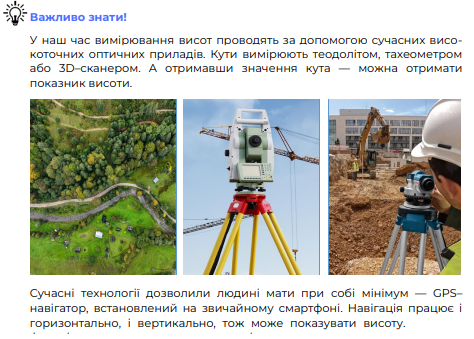 Важливо знати!
У наш час вимірювання висот проводять за допомогою сучасних висо-
коточних оптичних приладів. Кути вимірюють теодолітом, тахеометром
або 3D–сканером. А отримавши значення кута — можна отримати
показник висоти.
Сучасні технології дозволили людині мати при собі мінімум — GPS–
навігатор, встановлений на звичайному смартфоні. Навігація працює і
горизонтально, і вертикально, тож може показувати висоту.